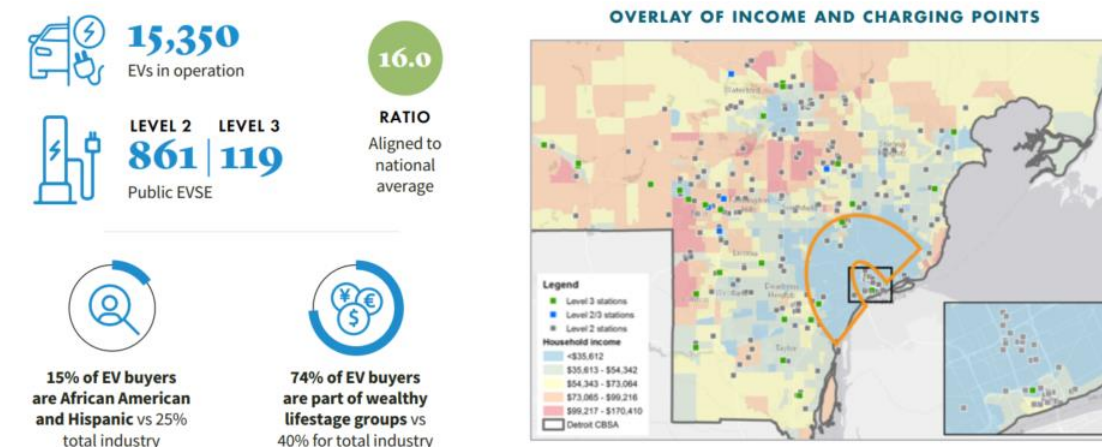 15,350
EVs in operation
LEVEL 2 LEVEL 3
861 | 119
Public EVSE
16.0
RATIO
Aligned to
national
average
15% of EV buyers
are African American
and Hispanic vs 25%
total industry
74% of EV buyers
are part of wealthy
lifestage groups vs
40% for total industry
OVERLAY OF INCOME AND CHARGING POINTS
Waterford
Dearborn
Heights
Taylor
Legend
Level 3 stations
Level 2/3 stations
Level 2 stations
Household income
<$35,612
$35,613 - $54,342
$54,343 - $73,064
$73,065 - $99,216
$99,217 - $170,410
Detroit CBSA